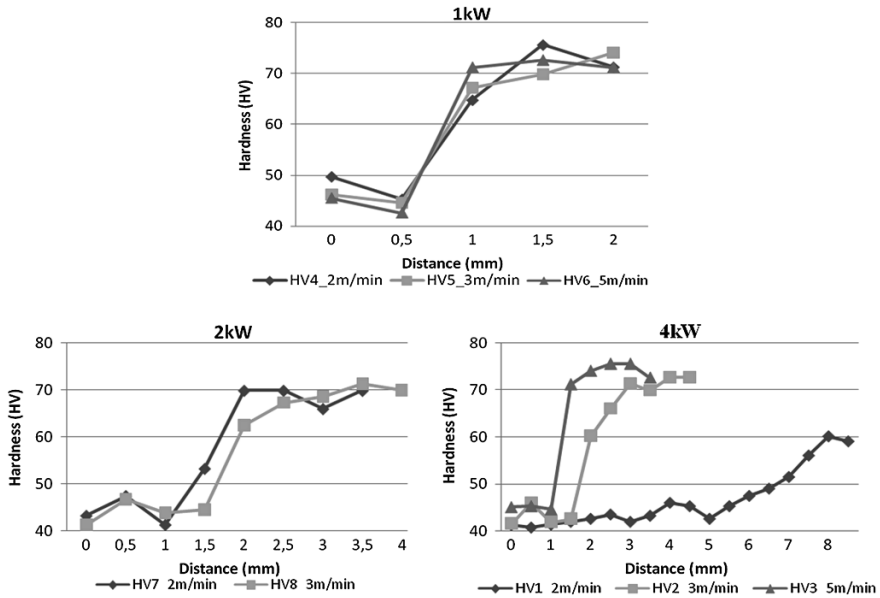 1kW
Hardness (HV)
80
70
60
50
40
0 0,5 1 1,5 2
Distance (mm)
HV4_2m/min HV5_3m/min HV6_5m/min
2kW
Hardness (HV)
80
70
60
50
40
0 0,5 1 1,5 2 2,5 3 3,5 4
Distance (mm)
HV7 2m/min HV8 3m/min
4kW
Hardness (HV)
80
70
60
50
40
0 1 2 3 4 5 6 7 8
Distance (mm)
HV1 2m/min HV2 3m/min HV3 5m/min